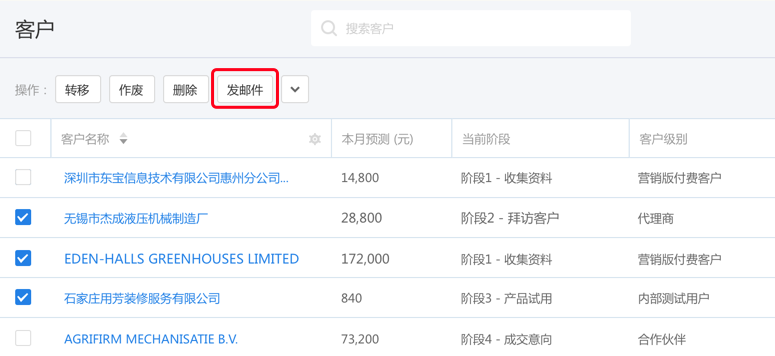 客户
搜索客户
操作： 转移 作废 删除 发邮件
客户名称 本月预测 (元) 当前阶段 客户级别
深圳市东宝信息技术有限公司惠州分公司... 14,800 阶段1 - 收集资料 营销版付费客户
无锡市杰成液压机械制造厂 28,800 阶段2 - 拜访客户 代理商
EDEN-HALLS GREENHOUSES LIMITED 172,000 阶段1 - 收集资料 营销版付费客户
石家庄用芳装修服务有限公司 840 阶段3 - 产品试用 内部测试用户
AGRIFIRM MECHANISATIE B.V. 73,200 阶段4 - 成交意向 合作伙伴